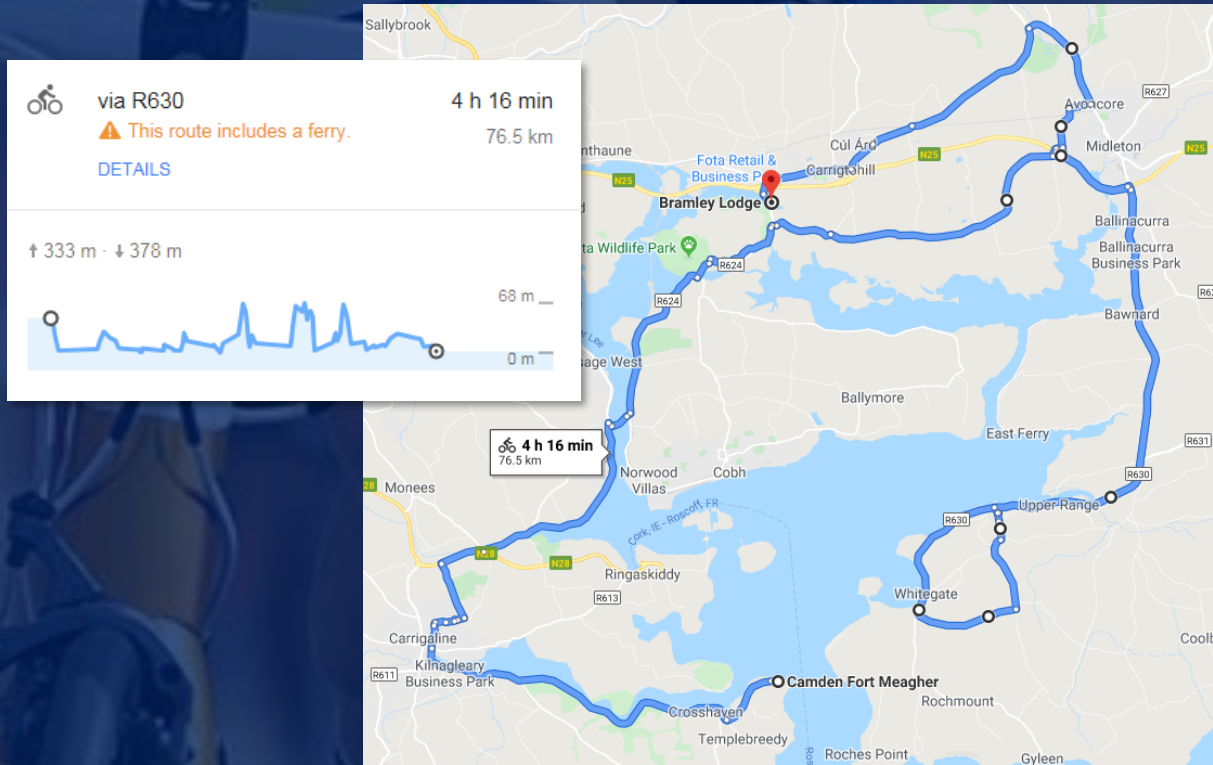 via R630
4 h 16 min
This route includes a ferry.
76.5 km
DETAILS
333 m · 378 m
68 m
0 m
Sallybrook
R627
Avoncore
Midleton
N25
Cúl Árd
N25
Carrigtohill
Fota Retail &
Business P
N25
Bramley Lodge
Ballinacurra
Ballinacurra
Business Park
Wildlife Park
R624
R624
Bawnard
Ballymore
East Ferry
R631
4 h 16 min
76.5 km
Norwood
Villas
Cobh
R630
Monees
Upper Range
R630
Cork, IE - Roscoff, FR
N28
N28
Ringaskiddy
R613
Whitegate
Carrigaline
Kilnagleary
Business Park
R611
Camden Fort Meagher
Rochmount
Crosshaven
Templebreedy
Roches Point
Gyleen